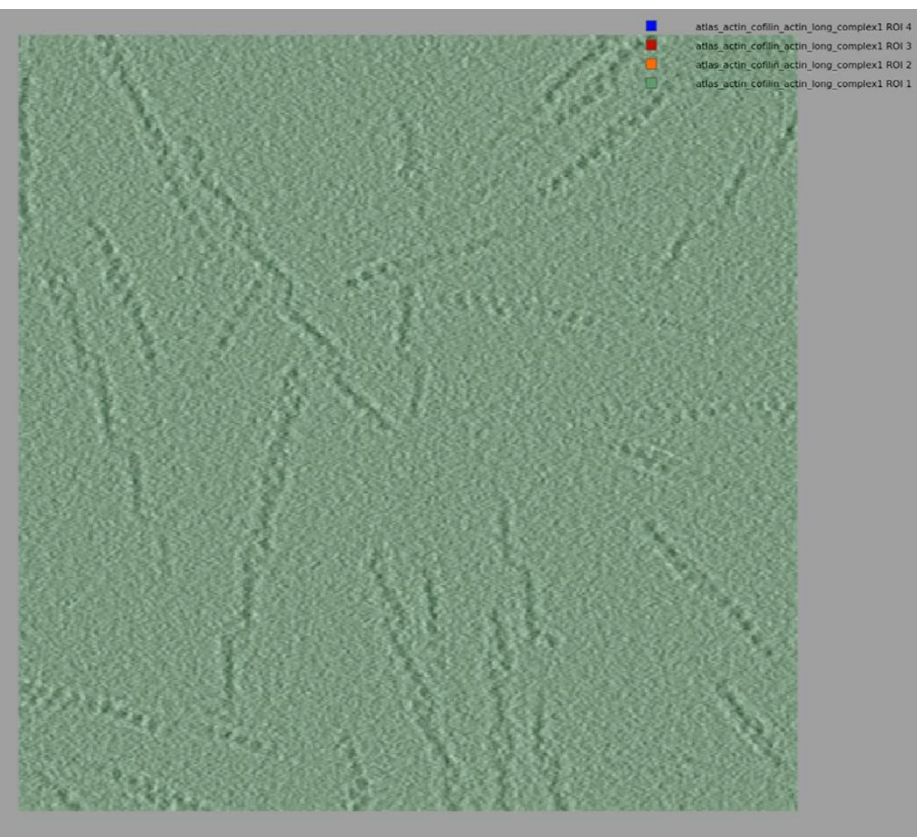 atlas_actin_cofilin_actin_long_complex1 ROI 4
atlas_actin_cofilin_actin_long_complex1 ROI 3
atlas_actin_cofilin_actin_long_complex1 ROI 2
atlas_actin_cofilin_actin_long_complex1 ROI 1